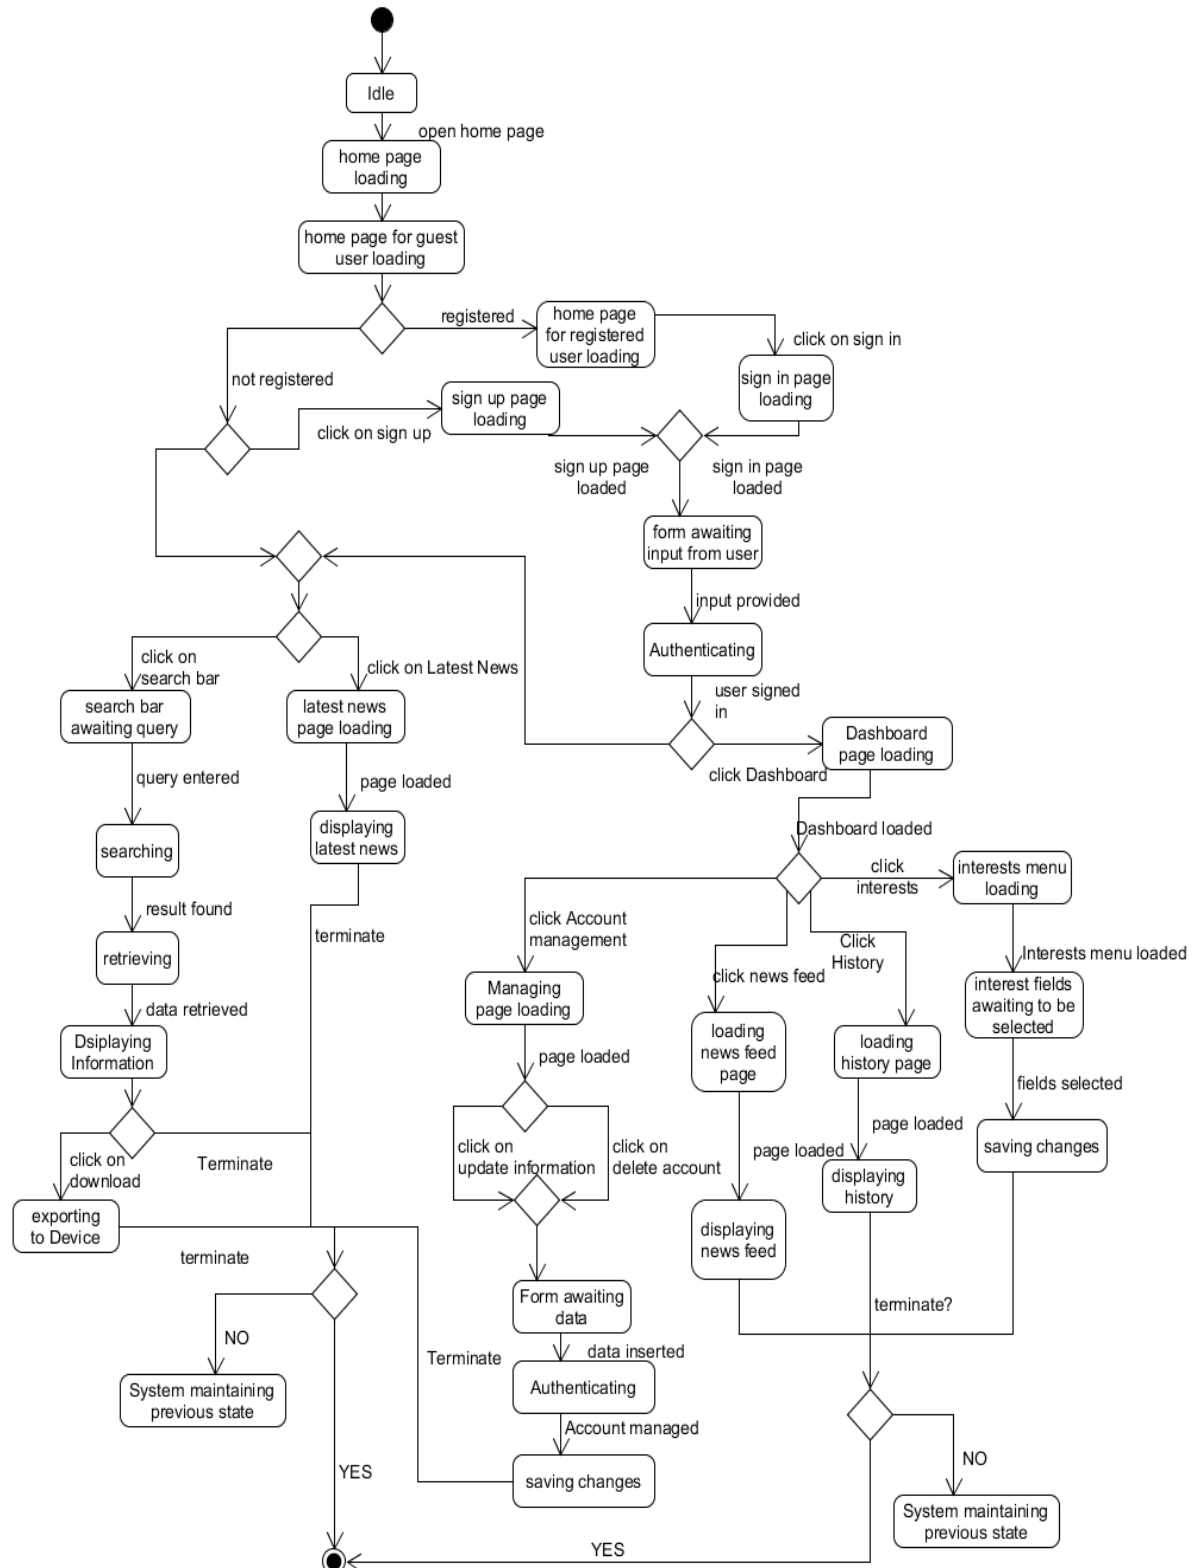 Idle
open home page
home page
loading
home page for guest
user loading
registered
home page
for registered
user loading
click on sign in
not registered
sign in page
loading
sign up page
loading
click on sign up
sign up page
loaded
sign in page
loaded
form awaiting
input from user
input provided
Authenticating
click on
search bar
click on Latest News
user signed
in
search bar
awaiting query
latest news
page loading
Dashboard
page loading
click Dashboard
query entered
page loaded
displaying
latest news
Dashboard loaded
searching
click
interests
interests menu
loading
result found
terminate
click Account
management
Click
History
Interests menu loaded
retrieving
click news feed
Managing
page loading
interest fields
awaiting to be
selected
data retrieved
Dsiplaying
Information
loading
news feed
page
loading
history page
page loaded
fields selected
page loaded
click on
download
Terminate
click on
update information
click on
delete account
page loaded
saving changes
displaying
history
exporting
to Device
displaying
news feed
terminate
Form awaiting
data
terminate?
NO
Terminate
data inserted
System maintaining
previous state
Authenticating
Account managed
YES
saving changes
NO
System maintaining
previous state
YES